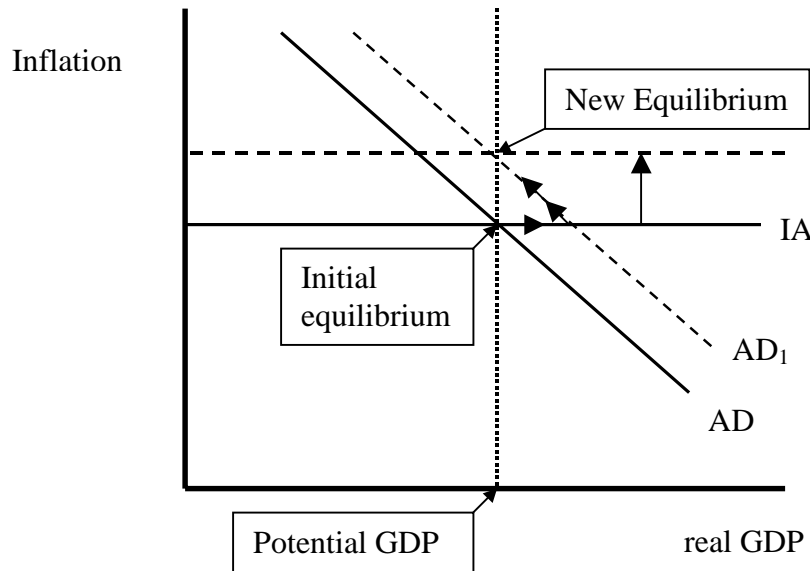 Inflation
New Equilibrium
IA
Initial
equilibrium
AD₁
AD
Potential GDP
real GDP